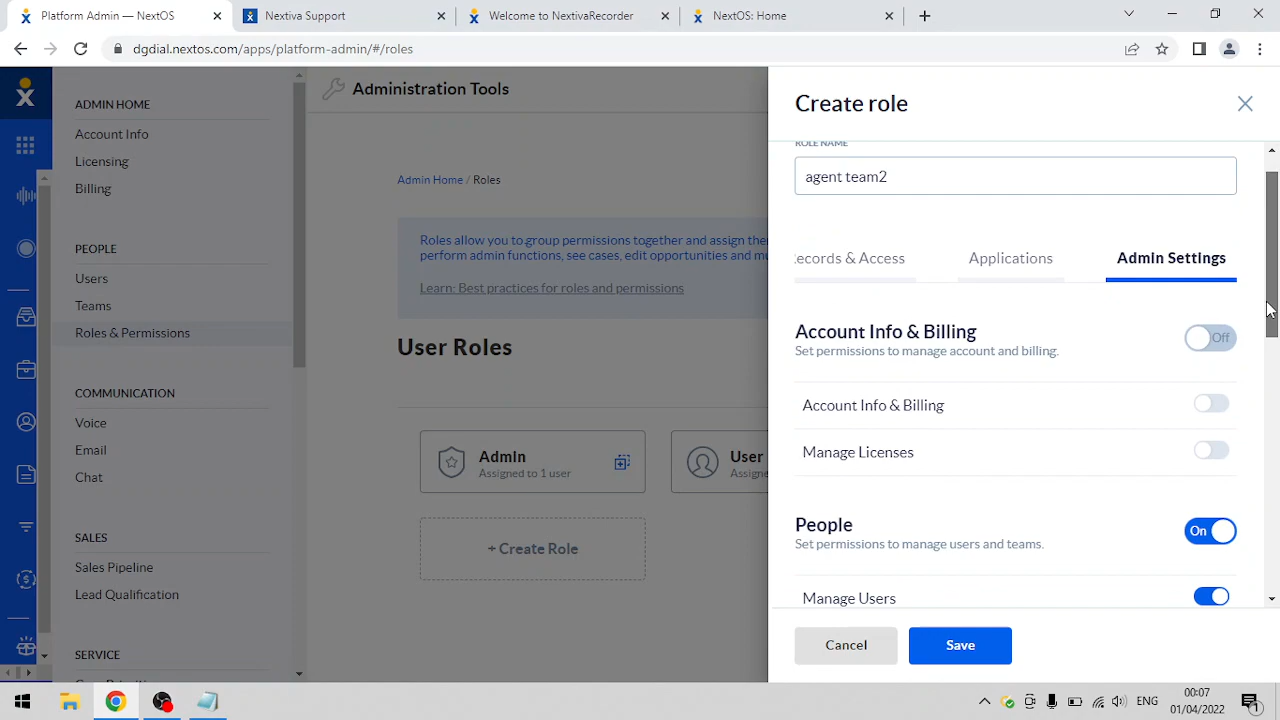 Platform Admin — NextOS
Nextiva Support
Welcome to NextivaRecorder
NextOS: Home
dgdial.nextos.com/apps/platform-admin/#/roles
ADMIN HOME
Account Info
Licensing
Billing
PEOPLE
Users
Teams
Roles & Permissions
COMMUNICATION
Voice
Email
Chat
SALES
Sales Pipeline
Lead Qualification
SERVICE
Administration Tools
Admin Home / Roles
Roles allow you to group permissions together and assign the
perform admin functions, see cases, edit opportunities and mu
Learn: Best practices for roles and permissions
User Roles
Admin
Assigned to 1 user
User
Assigne
+ Create Role
Create role
ROLE NAME
agent team2
ecords & Access
Applications
Admin Settings
Account Info & Billing
Set permissions to manage account and billing.
Off
Account Info & Billing
Manage Licenses
People
Set permissions to manage users and teams.
On
Manage Users
Cancel
Save
ENG
00:07
01/04/2022
1